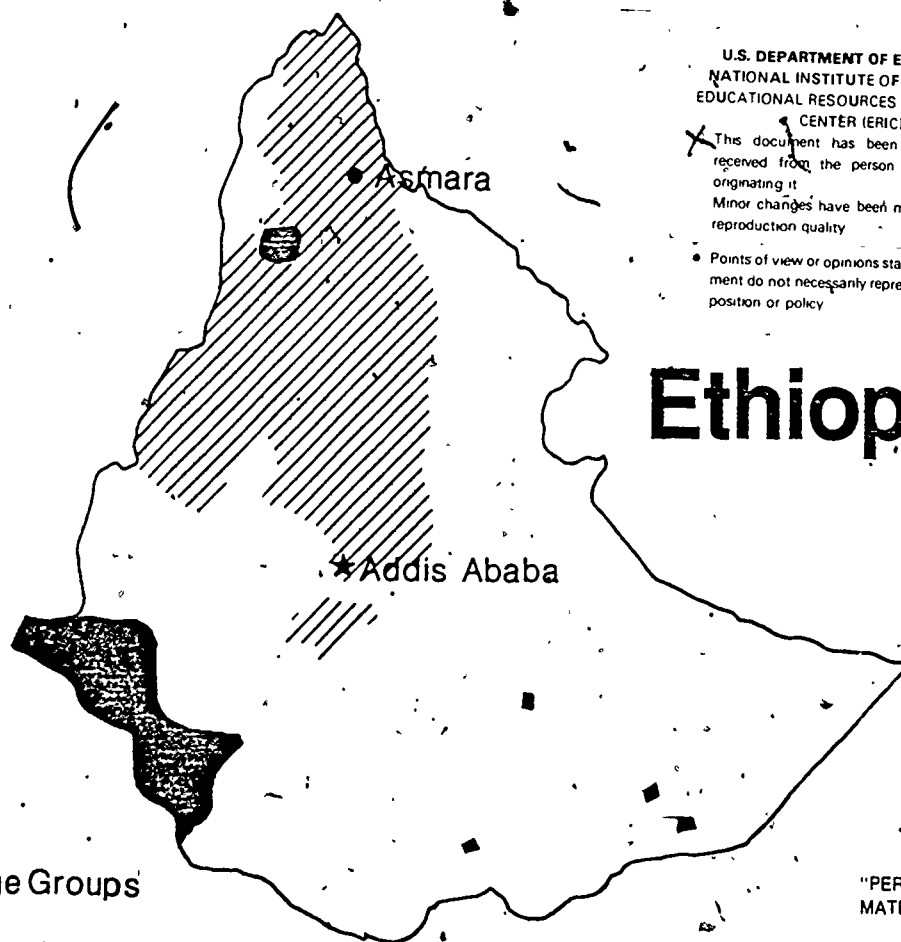 U.S. DEPARTMENT OF E
NATIONAL INSTITUTE OF
EDUCATIONAL RESOURCES
CENTER (ERIC
This document has been
received from the person
originating it
Minor changes have been m
reproduction quality
• Points of view or opinions sta
ment do not necessarily repre
position or policy
Asmara
Ethiop
Addis Ababa
ge Groups
"PER
MATE